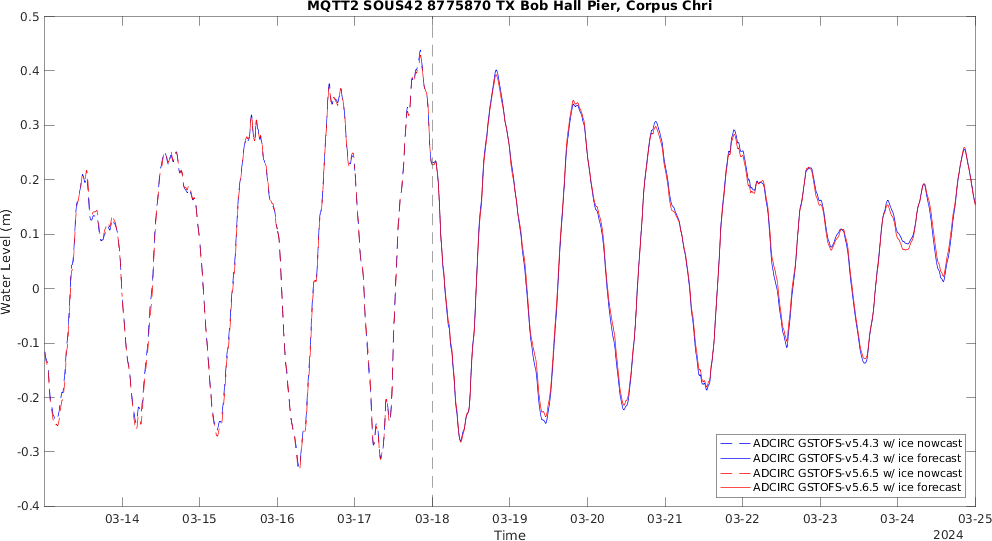 MQTT2 SOUS42 8775870 TX Bob Hall Pier, Corpus Chri
0.5
0.4
0.3
0.2
0.1
0
-0.1
-0.2
-0.3
-0.4
Water Level (m)
ADCIRC GSTOFS-v5.4.3 w/ ice nowcast
ADCIRC GSTOFS-v5.4.3 w/ ice forecast
ADCIRC GSTOFS-v5.6.5 w/ ice nowcast
ADCIRC GSTOFS-v5.6.5 w/ ice forecast
03-14 03-15 03-16 03-17 03-18 03-19 03-20 03-21 03-22 03-23 03-24 03-25
Time 2024